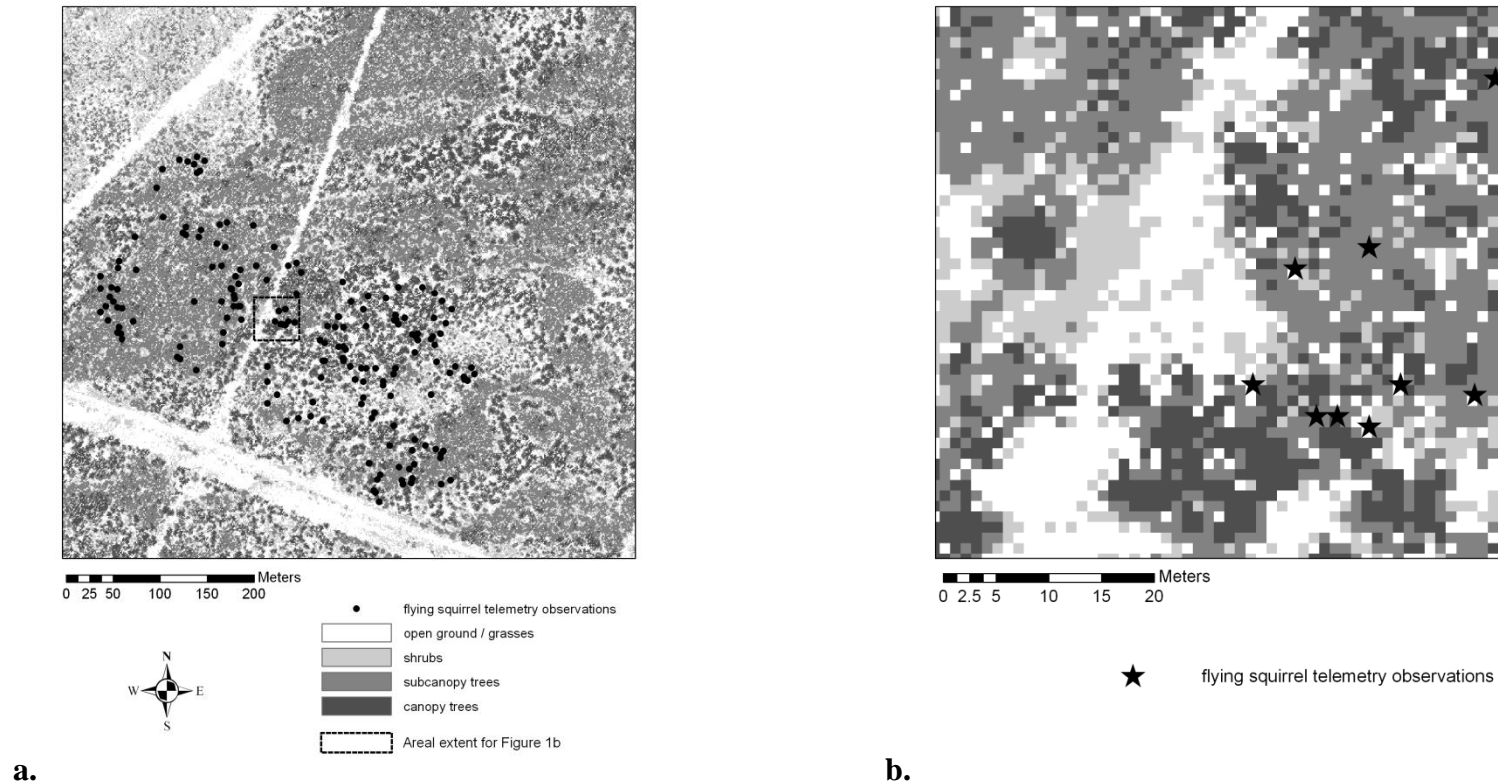 Meters
0 25 50 100 150 200
flying squirrel telemetry observations
open ground / grasses
shrubs
subcanopy trees
canopy trees
Areal extent for Figure 1b
N
W E
S
a.
Meters
0 2.5 5 10 15 20
flying squirrel telemetry observations
b.